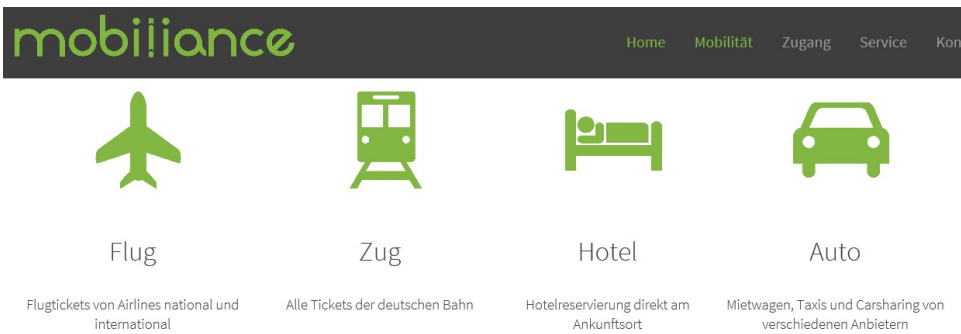 mobiliance
Home Mobilität Zugang Service Kon
Flug Zug Hotel Auto
Flugtickets von Airlines national und international
Alle Tickets der deutschen Bahn
Hotelreservierung direkt am Ankunftsort
Mietwagen, Taxis und Carsharing von verschiedenen Anbietern